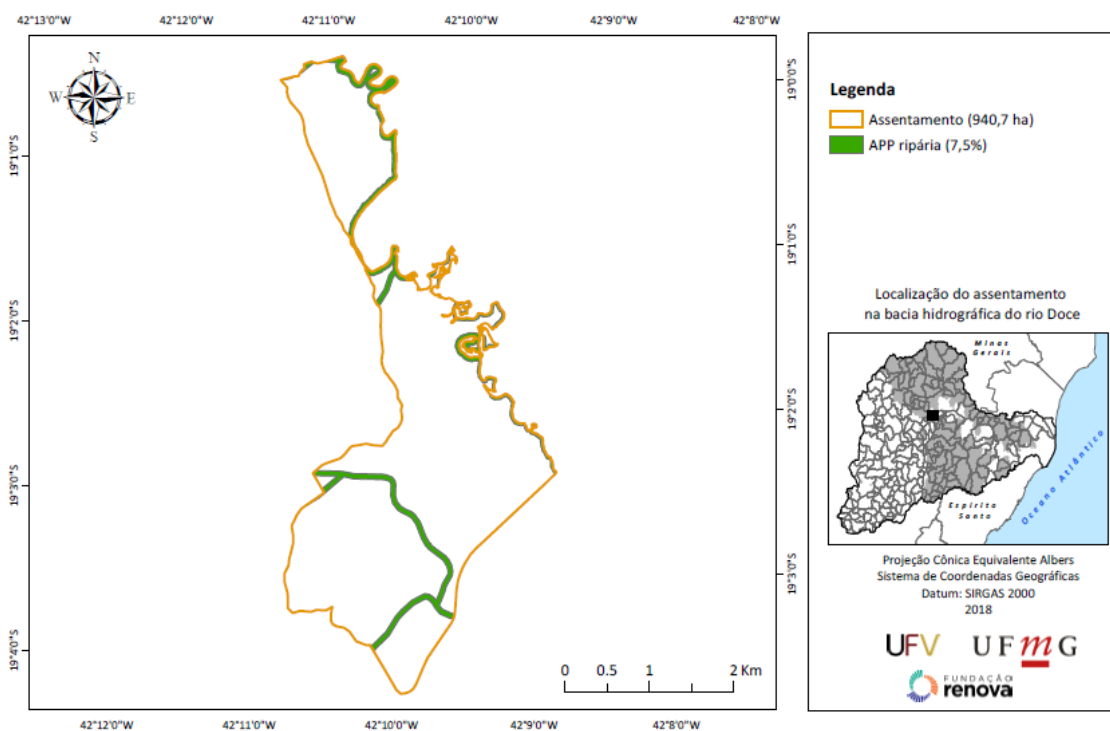 42°13'0"W 42°12'0"W 42°11'0"W 42°10'0"W 42°9'0"W 42°8'0"W
N
W E
S
19°1'0"S
19°2'0"S
19°3'0"S
19°4'0"S
19°0'0"S
19°1'0"S
19°2'0"S
19°3'0"S
0 0.5 1 2 Km
42°12'0"W 42°11'0"W 42°10'0"W 42°9'0"W 42°8'0"W
Legenda
Assentamento (940,7 ha)
APP ripária (7,5%)
Localização do assentamento
na bacia hidrográfica do rio Doce
Minas
Gerais
Espírito
Santo
Oceano Atlântico
Projeção Cônica Equivalente Albers
Sistema de Coordenadas Geográficas
Datum: SIRGAS 2000
2018
UFV UFmG
FUNDAÇÃO
renova